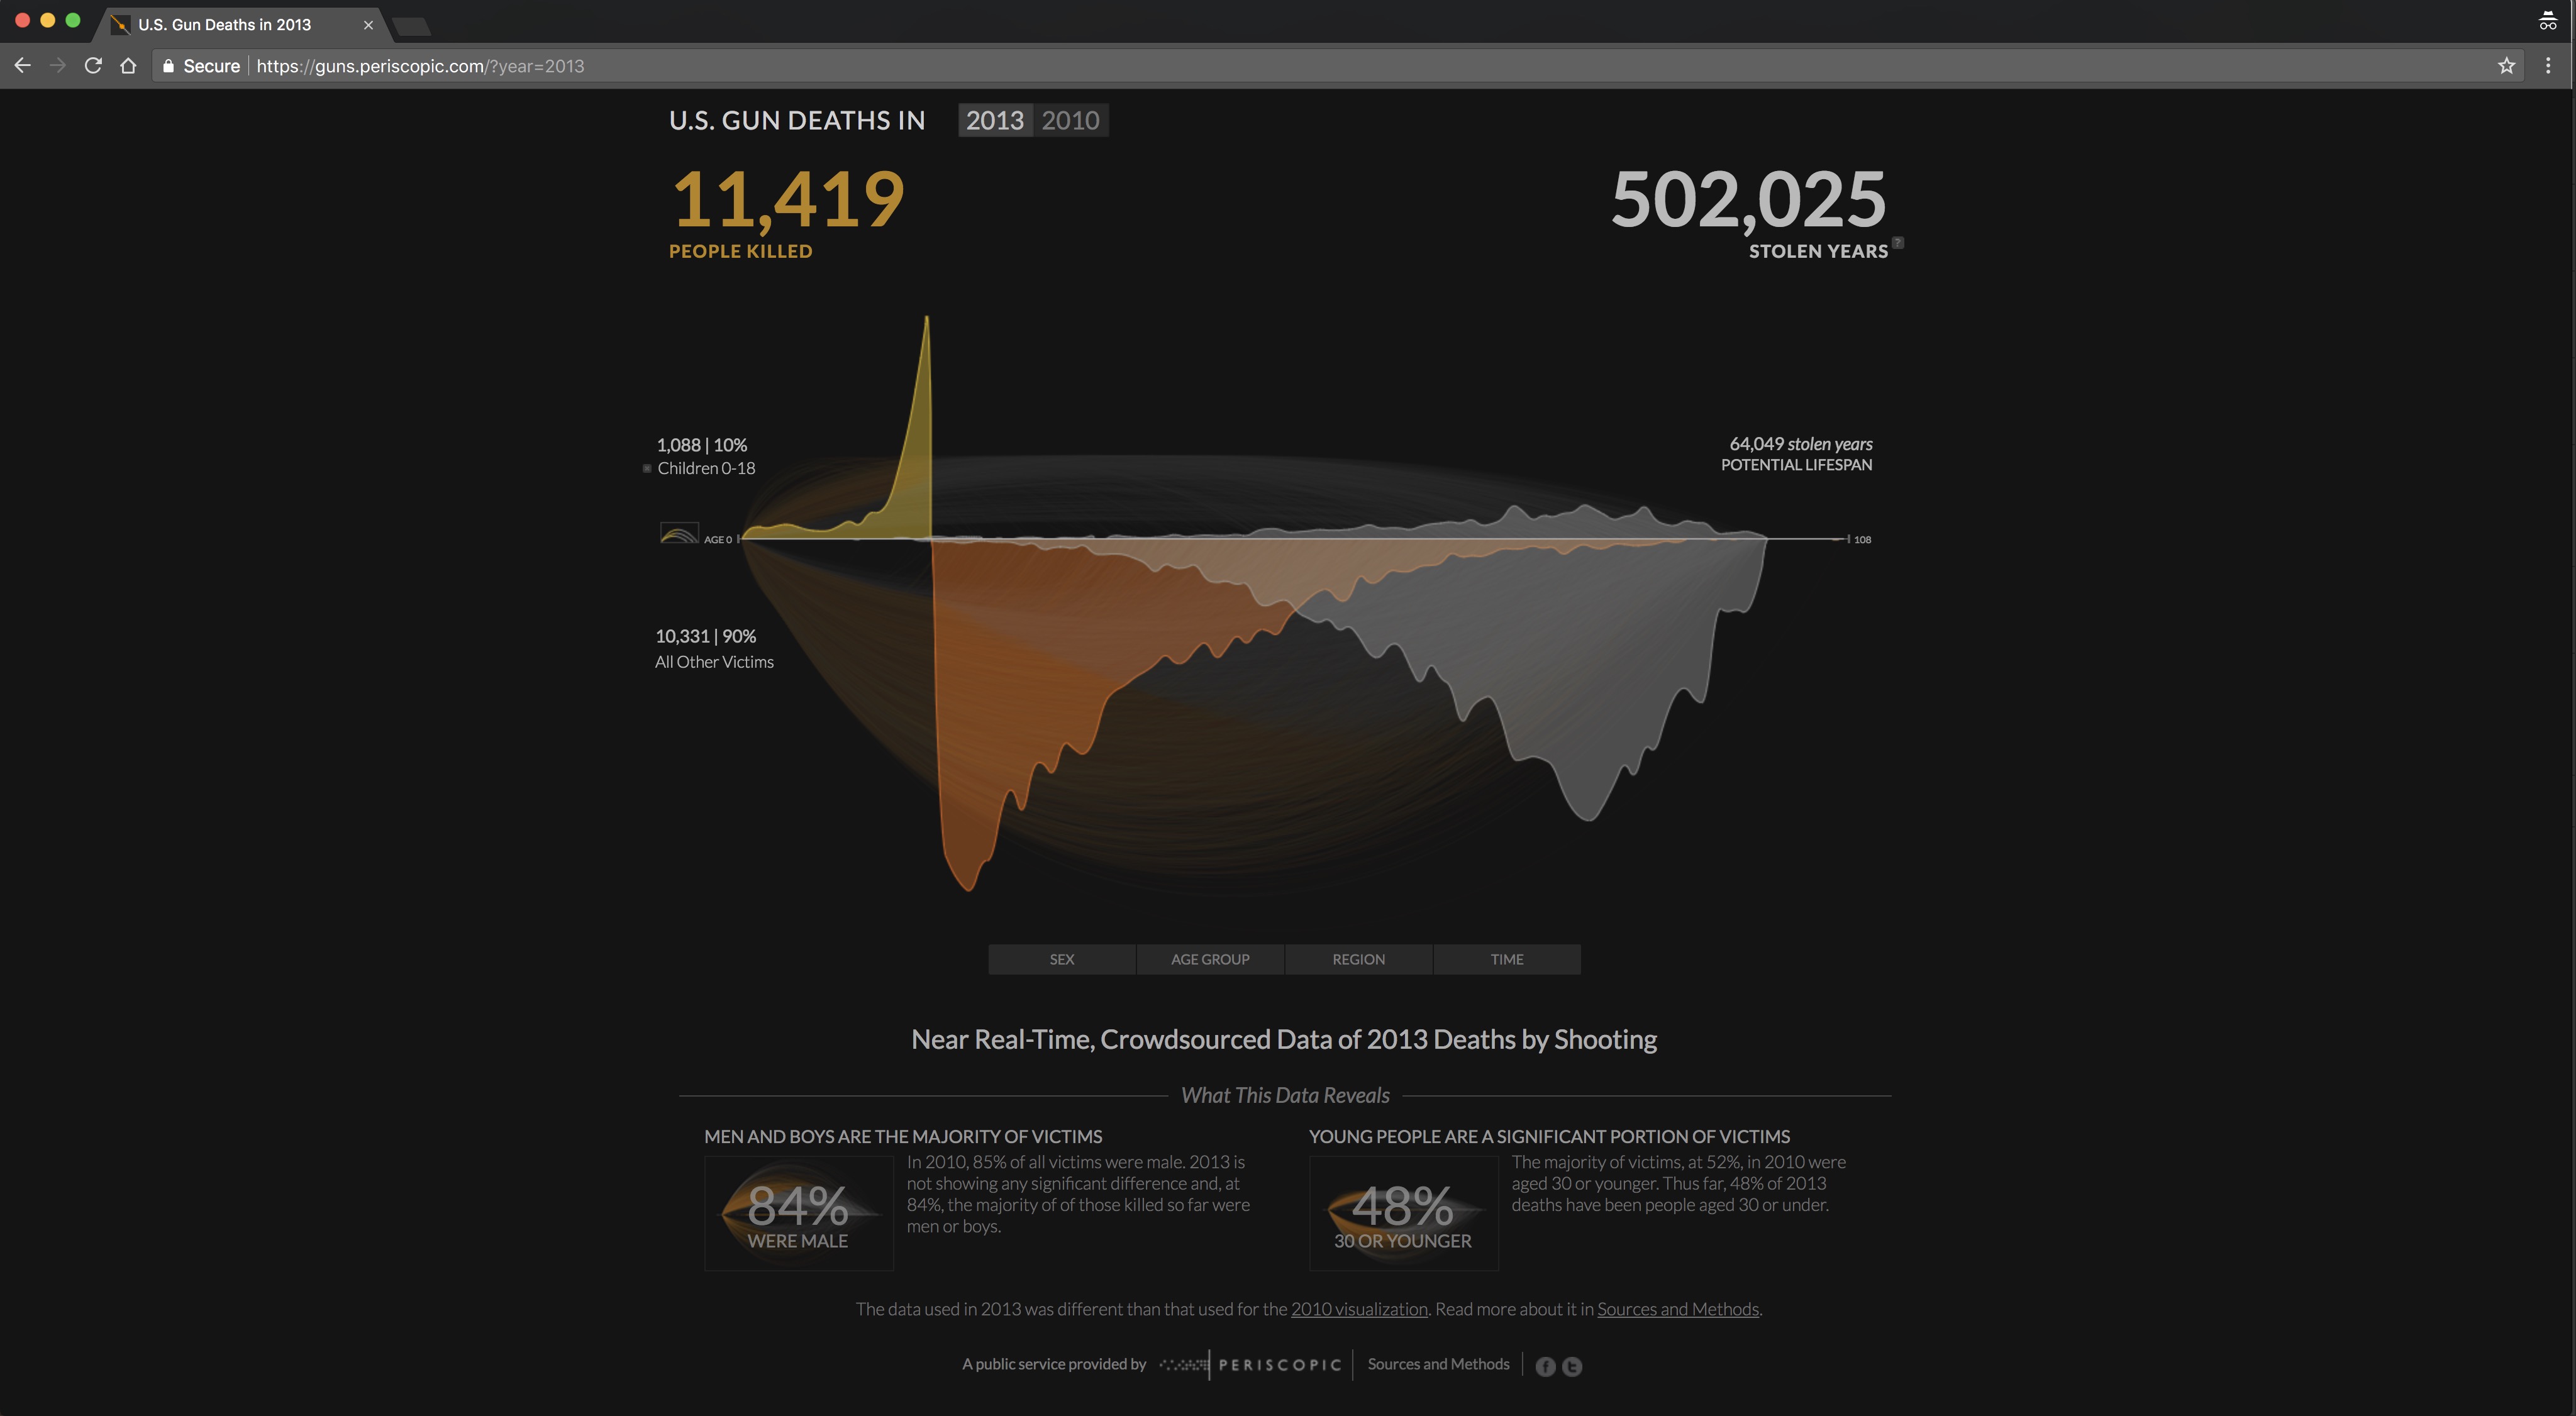 U.S. Gun Deaths in 2013
Secure https://guns.periscopic.com/?year=2013
U.S. GUN DEATHS IN 2013 2010
11,419 502,025
PEOPLE KILLED STOLEN YEARS ?
1,088 | 10% 64,049 stolen years
Children 0-18 POTENTIAL LIFESPAN
AGE 0 108
10,331 | 90%
All Other Victims
SEX AGE GROUP REGION TIME
Near Real-Time, Crowdsourced Data of 2013 Deaths by Shooting
What This Data Reveals
MEN AND BOYS ARE THE MAJORITY OF VICTIMS
84%
WERE MALE
In 2010, 85% of all victims were male. 2013 is
not showing any significant difference and, at
84%, the majority of of those killed so far were
men or boys.
YOUNG PEOPLE ARE A SIGNIFICANT PORTION OF VICTIMS
48%
30 OR YOUNGER
The majority of victims, at 52%, in 2010 were
aged 30 or younger. Thus far, 48% of 2013
deaths have been people aged 30 or under.
The data used in 2013 was different than that used for the 2010 visualization. Read more about it in Sources and Methods.
A public service provided by PERISCOPIC Sources and Methods